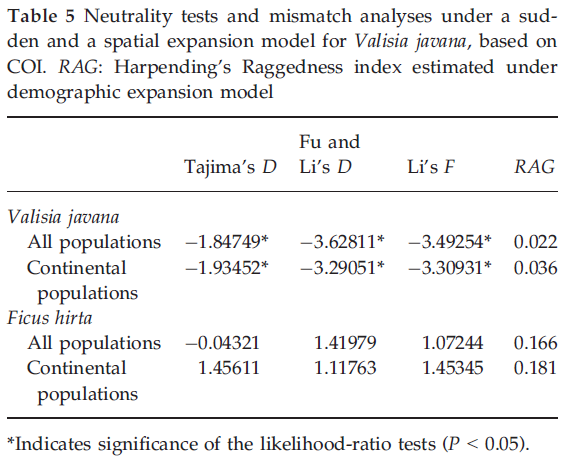 Table 5 Neutrality tests and mismatch analyses under a sud-
den and a spatial expansion model for Valisia javana, based on
COI. RAG: Harpending's Raggedness index estimated under
demographic expansion model
Fu and
Tajima's D Li's D Li's F RAG
Valisia javana
All populations −1.84749* −3.62811* −3.49254* 0.022
Continental −1.93452* −3.29051* −3.30931* 0.036
populations
Ficus hirta
All populations −0.04321 1.41979 1.07244 0.166
Continental 1.45611 1.11763 1.45345 0.181
populations
*Indicates significance of the likelihood-ratio tests (P < 0.05).